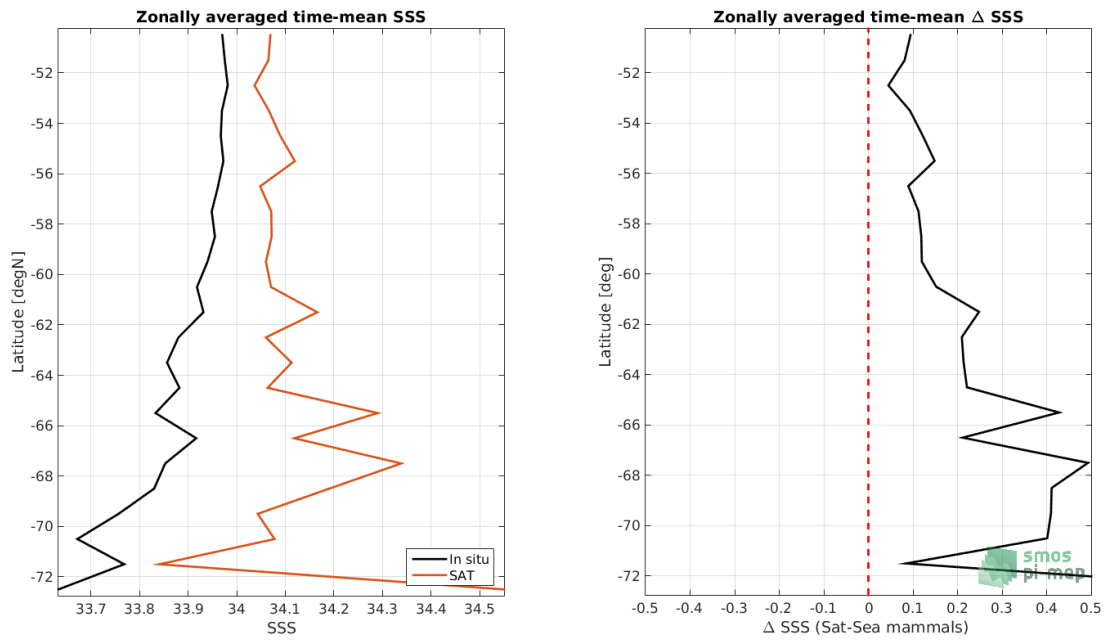 Zonally averaged time-mean SSS
Latitude [degN]
-52
-54
-56
-58
-60
-62
-64
-66
-68
-70
-72
In situ
SAT
33.7 33.8 33.9 34 34.1 34.2 34.3 34.4 34.5
SSS
Zonally averaged time-mean Δ SSS
Latitude [deg]
-52
-54
-56
-58
-60
-62
-64
-66
-68
-70
-72
smos
pi-mep
-0.5 -0.4 -0.3 -0.2 -0.1 0 0.1 0.2 0.3 0.4 0.5
Δ SSS (Sat-Sea mammals)